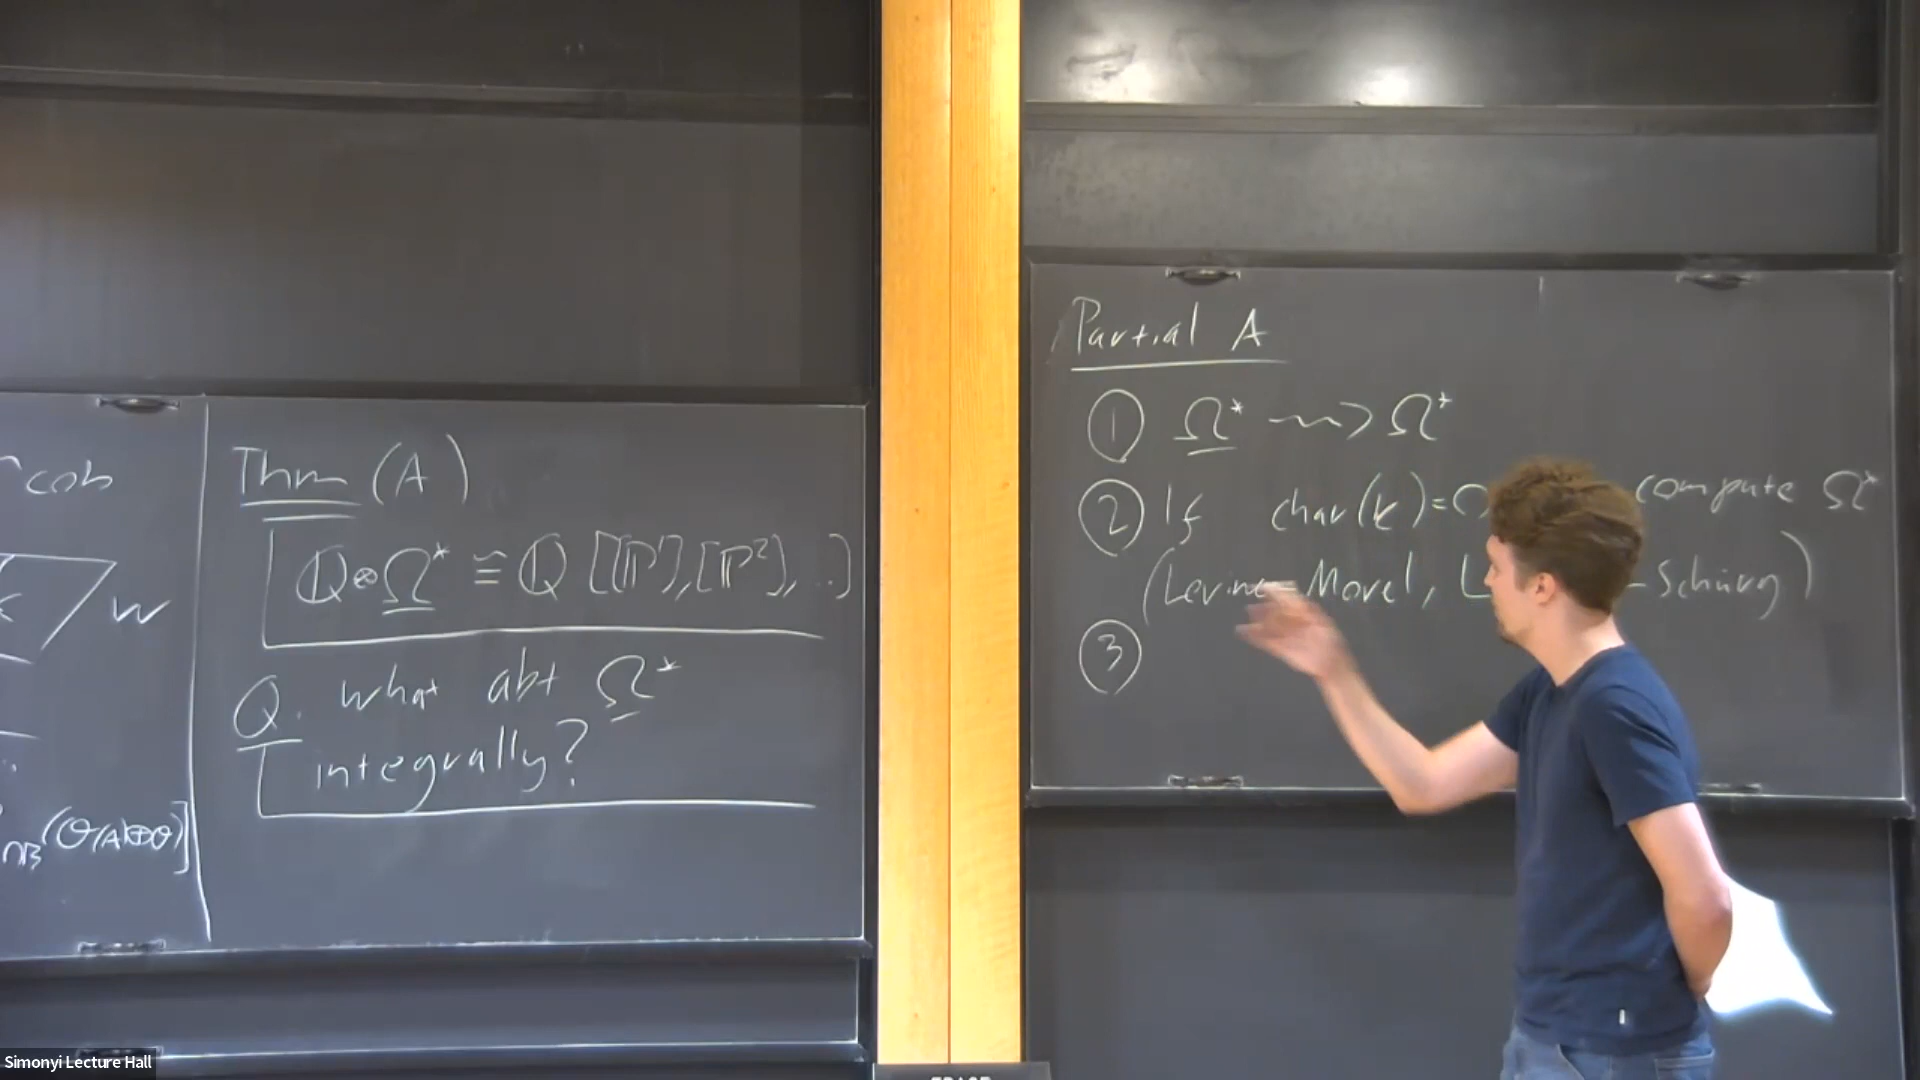 cob
W
(O(A)⊕O)]
Thm (A)
ℚ⊗Ω* ≅ ℚ[[ℙ¹],[ℙ²],..]
Q. what abt Ω*
integrally?
Partial A
① Ω* ⇝ Ω*
② If char(k)=0 compute Ω*
(Levine-Morel, L -Schürg)
③
Simonyi Lecture Hall